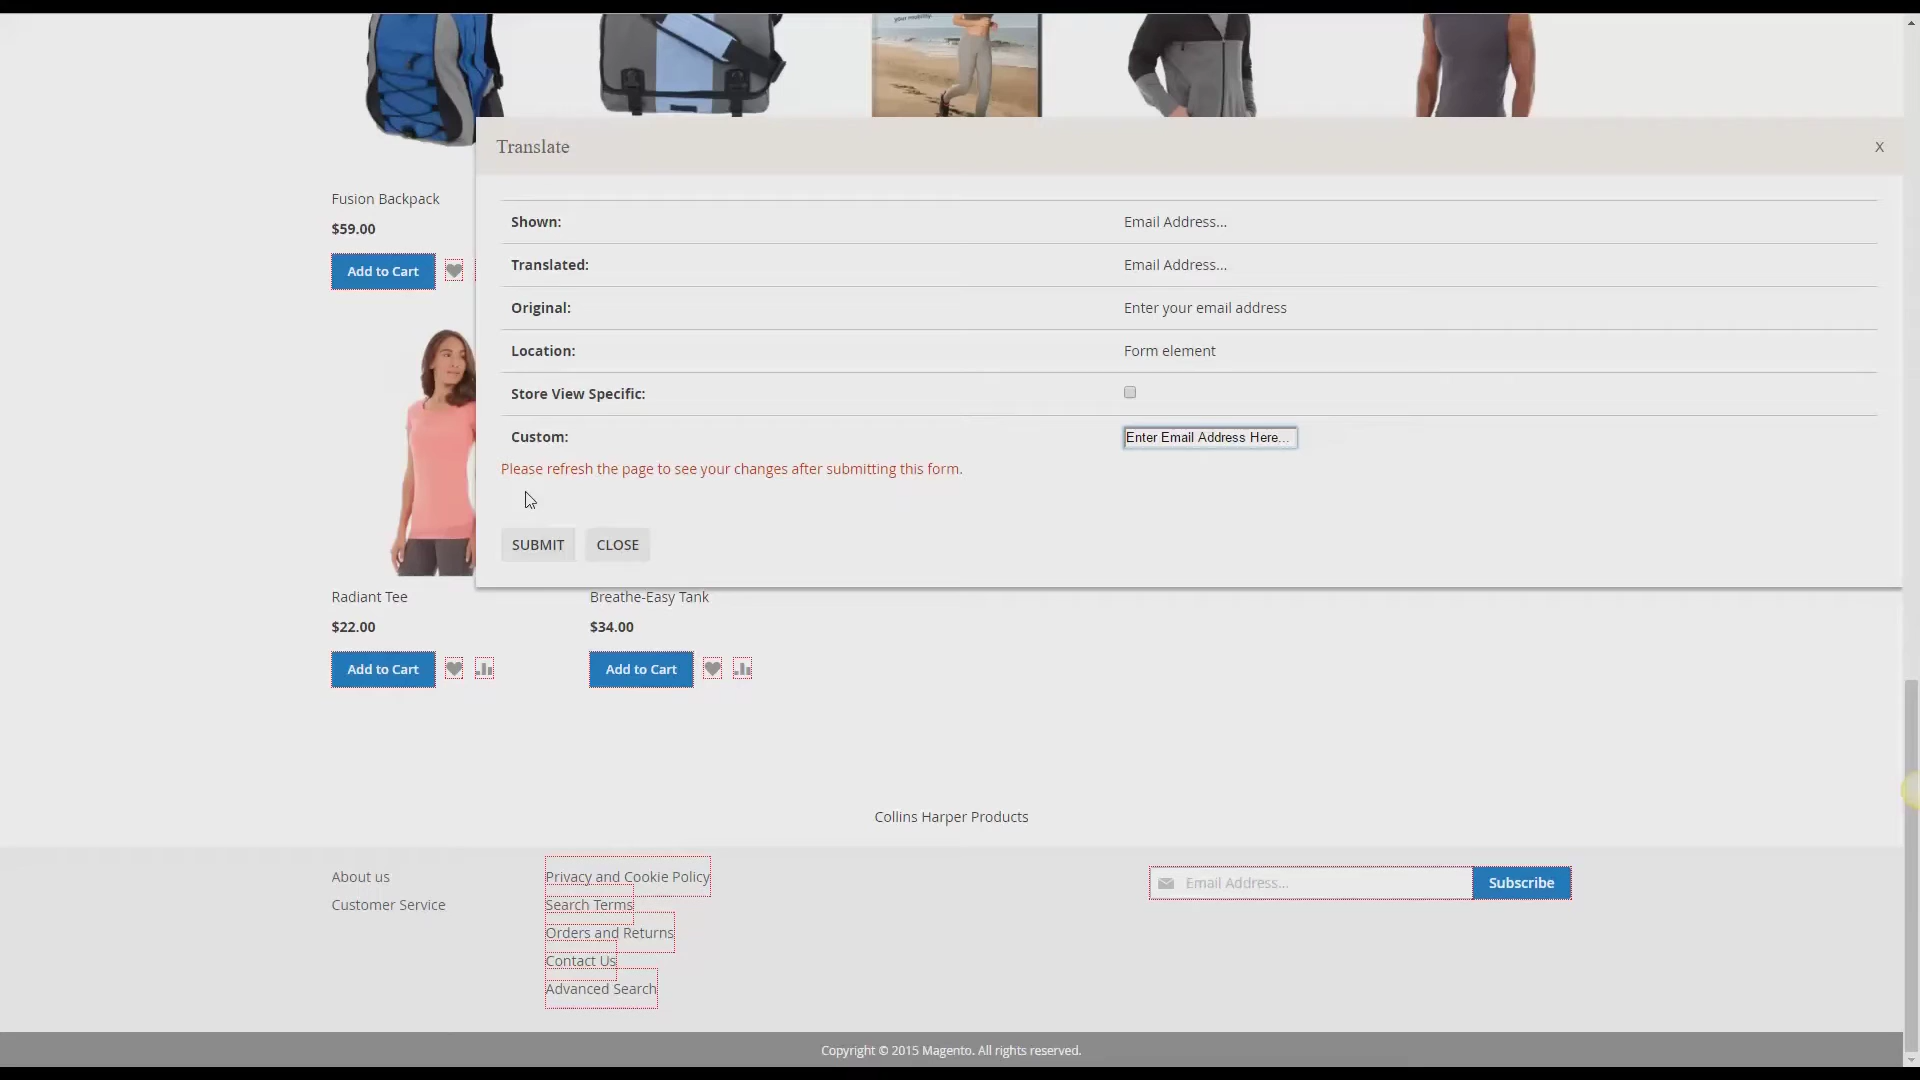 your mobility.
Translate
X
Shown: Email Address...
Translated: Email Address...
Original: Enter your email address
Location: Form element
Store View Specific:
Custom: Enter Email Address Here...
Please refresh the page to see your changes after submitting this form.
SUBMIT CLOSE
Fusion Backpack
$59.00
Add to Cart
Radiant Tee
$22.00
Add to Cart
Breathe-Easy Tank
$34.00
Add to Cart
Collins Harper Products
About us
Customer Service
Privacy and Cookie Policy
Search Terms
Orders and Returns
Contact Us
Advanced Search
Email Address...
Subscribe
Copyright © 2015 Magento. All rights reserved.